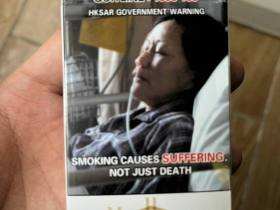 HKSAR GOVERNMENT WARNING
SMOKING CAUSES SUFFERING,
NOT JUST DEATH